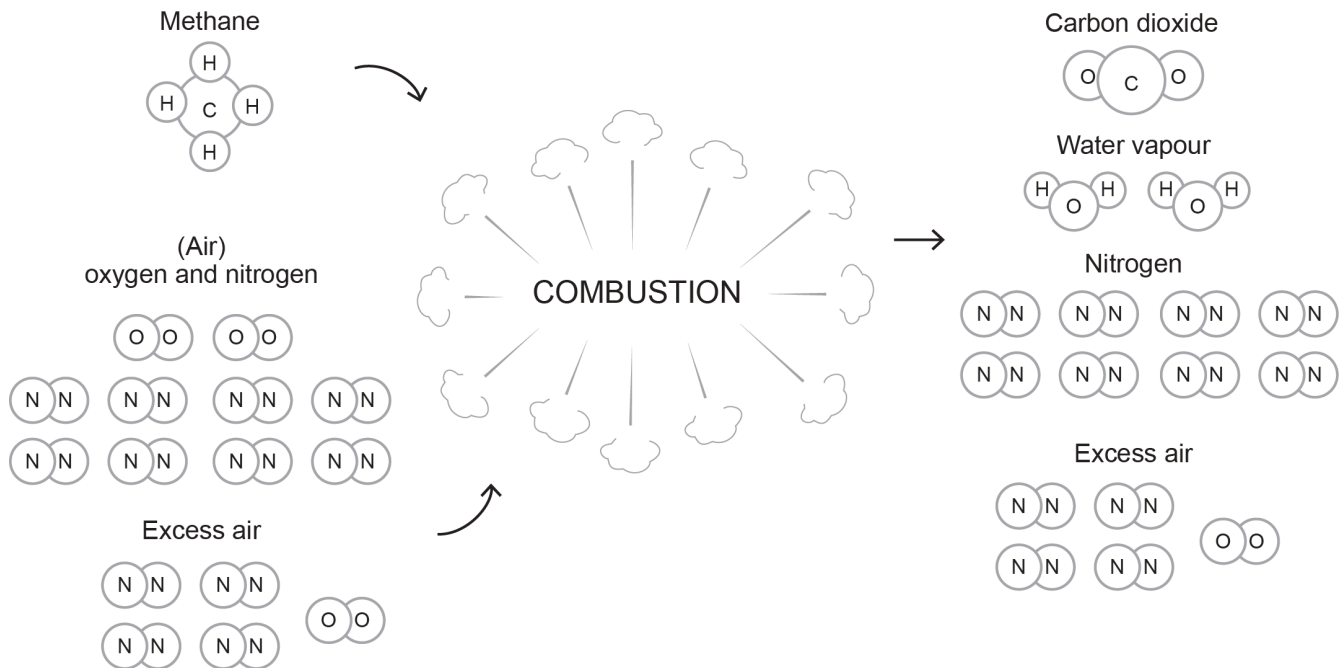 Methane
H
H C H
H
(Air)
oxygen and nitrogen
O O O O
N N N N N N N N
N N N N N N N N
Excess air
N N N N
O O
N N N N
COMBUSTION
Carbon dioxide
O C O
Water vapour
H O H H O H
Nitrogen
N N N N N N N N
N N N N N N N N
Excess air
N N N N
O O
N N N N